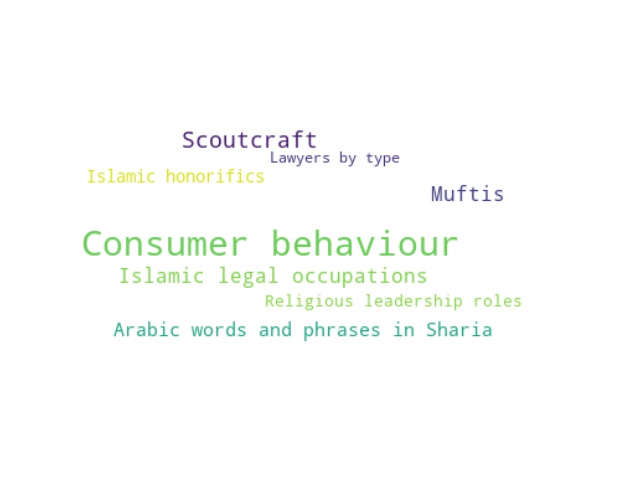 Scoutcraft
Lawyers by type
Islamic honorifics
Muftis
Consumer behaviour
Islamic legal occupations
Religious leadership roles
Arabic words and phrases in Sharia